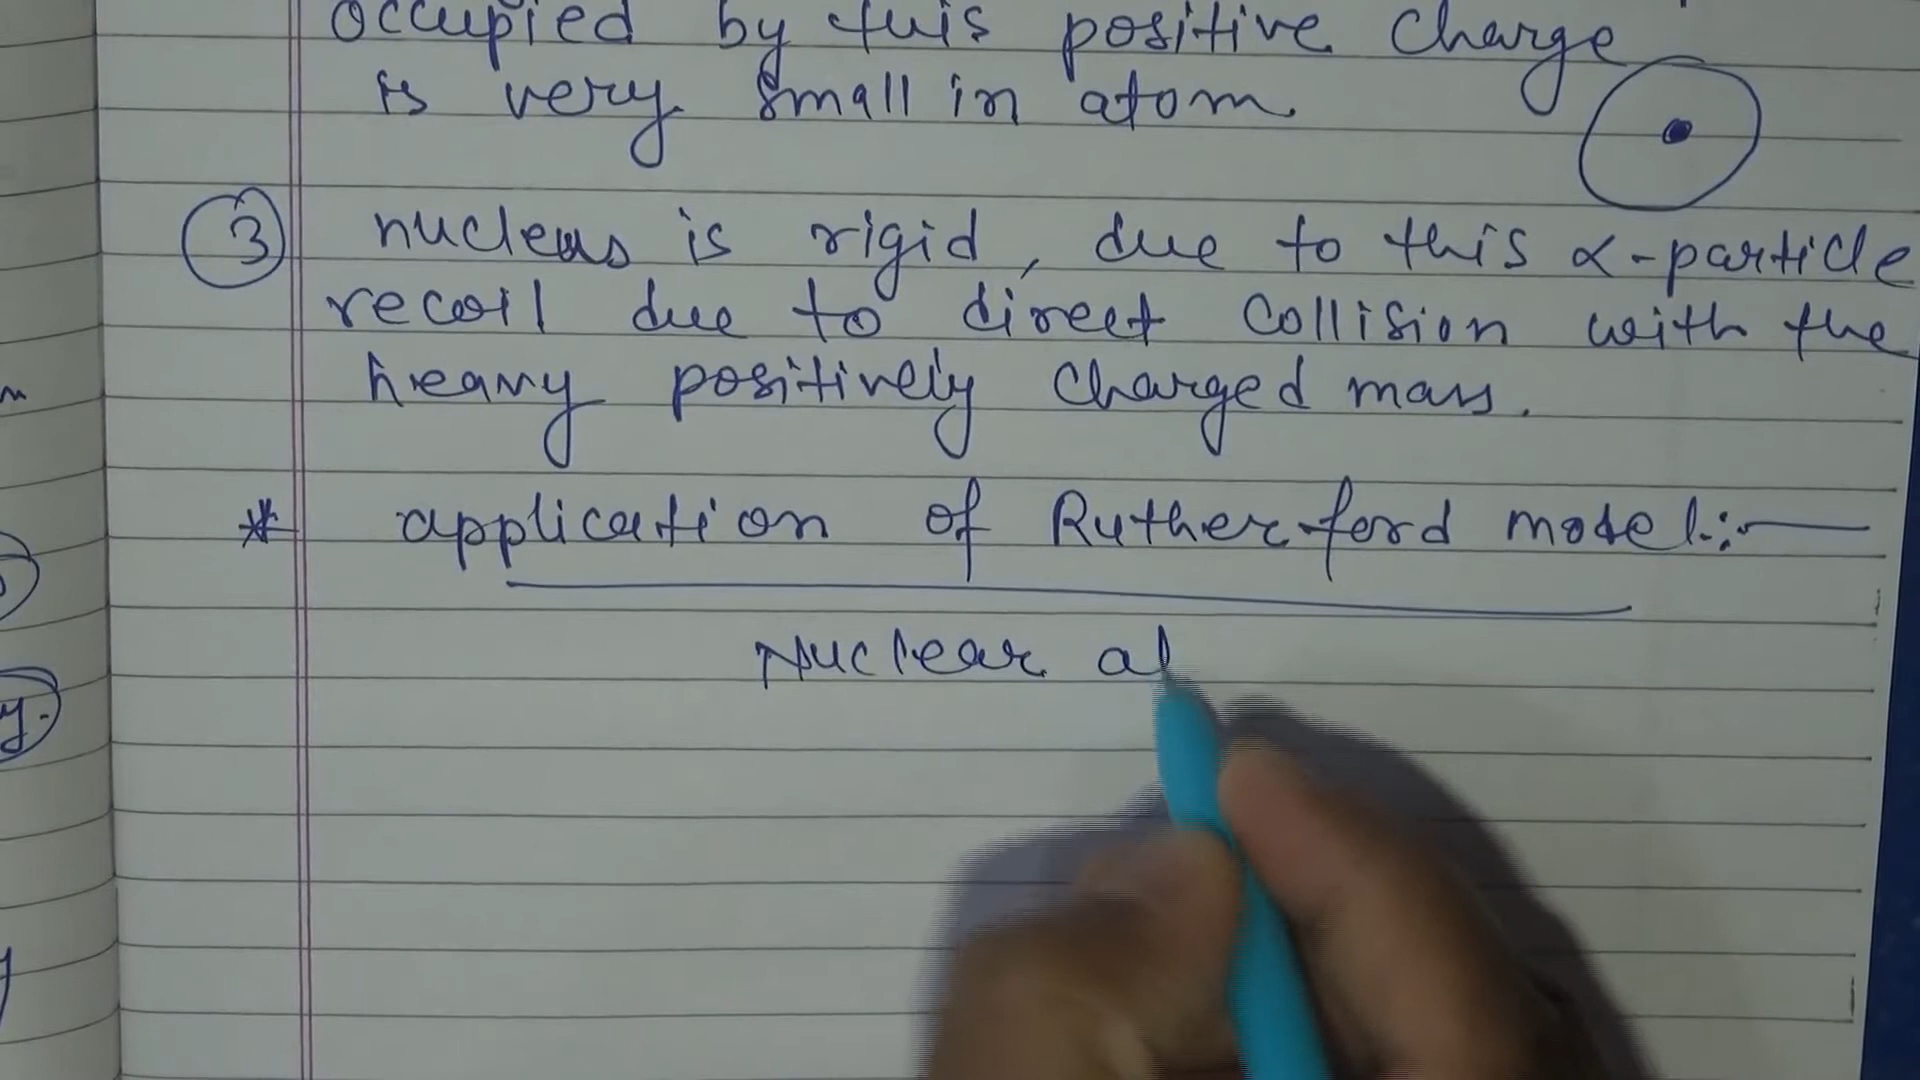 occupied by this positive charge
is very small in atom.
3 nucleus is rigid, due to this α-particle
recoil due to direct collision with the
heavy positively charged mass.
* application of Rutherford model:-
Nuclear
y.